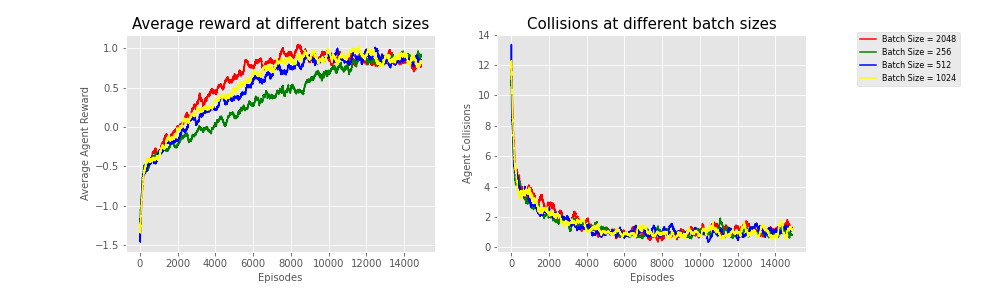 Average reward at different batch sizes
1.0
0.5
0.0
−0.5
−1.0
−1.5
Average Agent Reward
0 2000 4000 6000 8000 10000 12000 14000
Episodes
Collisions at different batch sizes
14
12
10
8
6
4
2
0
Agent Collisions
0 2000 4000 6000 8000 10000 12000 14000
Episodes
Batch Size = 2048
Batch Size = 256
Batch Size = 512
Batch Size = 1024